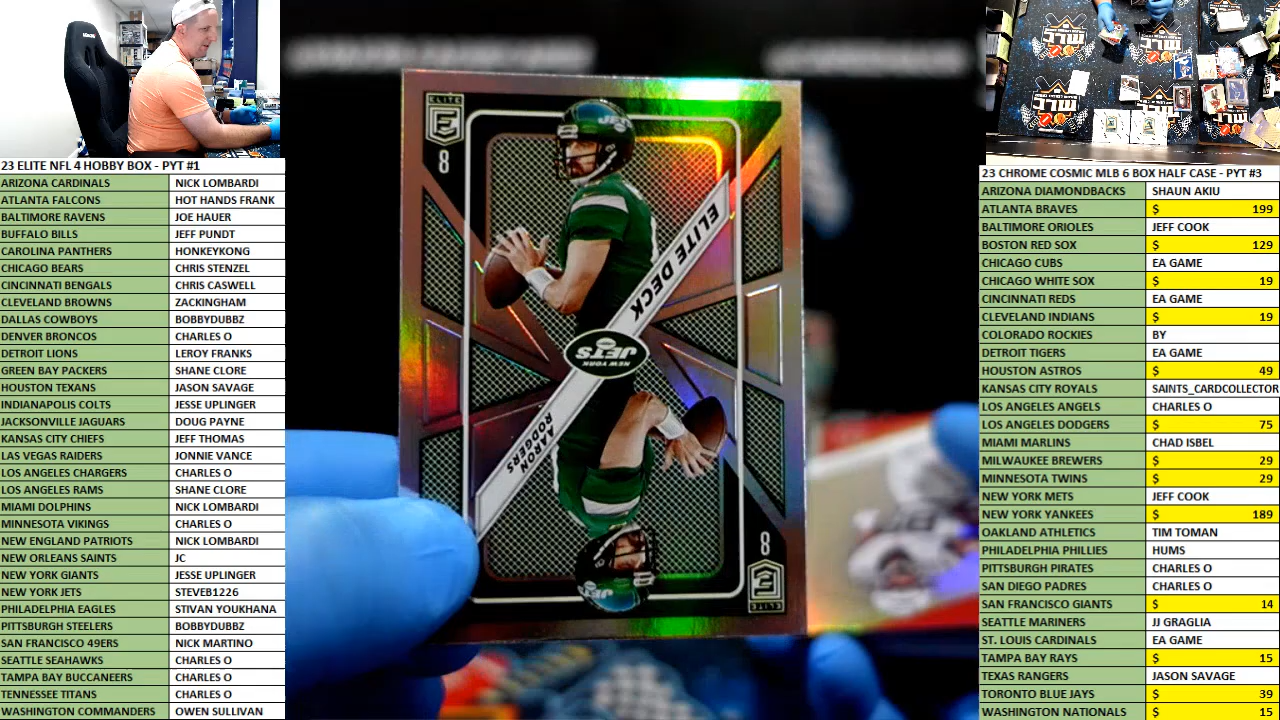 23 ELITE NFL 4 HOBBY BOX - PYT #1
ARIZONA CARDINALS NICK LOMBARDI
ATLANTA FALCONS HOT HANDS FRANK
BALTIMORE RAVENS JOE HAUER
BUFFALO BILLS JEFF PUNDT
CAROLINA PANTHERS HONKEYKONG
CHICAGO BEARS CHRIS STENZEL
CINCINNATI BENGALS CHRIS CASWELL
CLEVELAND BROWNS ZACKINGHAM
DALLAS COWBOYS BOBBYDUBBZ
DENVER BRONCOS CHARLES O
DETROIT LIONS LEROY FRANKS
GREEN BAY PACKERS SHANE CLORE
HOUSTON TEXANS JASON SAVAGE
INDIANAPOLIS COLTS JESSE UPLINGER
JACKSONVILLE JAGUARS DOUG PAYNE
KANSAS CITY CHIEFS JEFF THOMAS
LAS VEGAS RAIDERS JONNIE VANCE
LOS ANGELES CHARGERS CHARLES O
LOS ANGELES RAMS SHANE CLORE
MIAMI DOLPHINS NICK LOMBARDI
MINNESOTA VIKINGS CHARLES O
NEW ENGLAND PATRIOTS NICK LOMBARDI
NEW ORLEANS SAINTS JC
NEW YORK GIANTS JESSE UPLINGER
NEW YORK JETS STEVEB1226
PHILADELPHIA EAGLES STIVAN YOUKHANA
PITTSBURGH STEELERS BOBBYDUBBZ
SAN FRANCISCO 49ERS NICK MARTINO
SEATTLE SEAHAWKS CHARLES O
TAMPA BAY BUCCANEERS CHARLES O
TENNESSEE TITANS CHARLES O
WASHINGTON COMMANDERS OWEN SULLIVAN
ELITE
E
8
JETS
ELITE DECK
NEW YORK
JETS
AARON
RODGERS
8
E
ELITE
23 CHROME COSMIC MLB 6 BOX HALF CASE - PYT #3
ARIZONA DIAMONDBACKS SHAUN AKIU
ATLANTA BRAVES $ 199
BALTIMORE ORIOLES JEFF COOK
BOSTON RED SOX $ 129
CHICAGO CUBS EA GAME
CHICAGO WHITE SOX $ 19
CINCINNATI REDS EA GAME
CLEVELAND INDIANS $ 19
COLORADO ROCKIES BY
DETROIT TIGERS EA GAME
HOUSTON ASTROS $ 49
KANSAS CITY ROYALS SAINTS_CARDCOLLECTOR
LOS ANGELES ANGELS CHARLES O
LOS ANGELES DODGERS $ 75
MIAMI MARLINS CHAD ISBEL
MILWAUKEE BREWERS $ 29
MINNESOTA TWINS $ 29
NEW YORK METS JEFF COOK
NEW YORK YANKEES $ 189
OAKLAND ATHLETICS TIM TOMAN
PHILADELPHIA PHILLIES HUMS
PITTSBURGH PIRATES CHARLES O
SAN DIEGO PADRES CHARLES O
SAN FRANCISCO GIANTS $ 14
SEATTLE MARINERS JJ GRAGLIA
ST. LOUIS CARDINALS EA GAME
TAMPA BAY RAYS $ 15
TEXAS RANGERS JASON SAVAGE
TORONTO BLUE JAYS $ 39
WASHINGTON NATIONALS $ 15